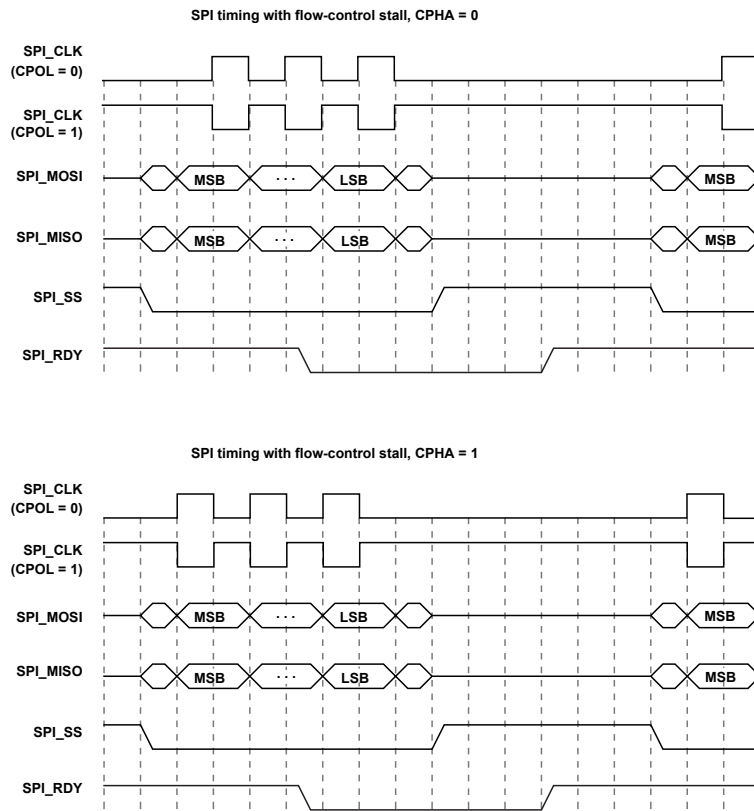 SPI timing with flow-control stall, CPHA = 0
SPI_CLK
(CPOL = 0)
SPI_CLK
(CPOL = 1)
SPI_MOSI
MSB
· · ·
LSB
MSB
SPI_MISO
MSB
· · ·
LSB
MSB
SPI_SS
SPI_RDY
SPI timing with flow-control stall, CPHA = 1
SPI_CLK
(CPOL = 0)
SPI_CLK
(CPOL = 1)
SPI_MOSI
MSB
· · ·
LSB
MSB
SPI_MISO
MSB
· · ·
LSB
MSB
SPI_SS
SPI_RDY